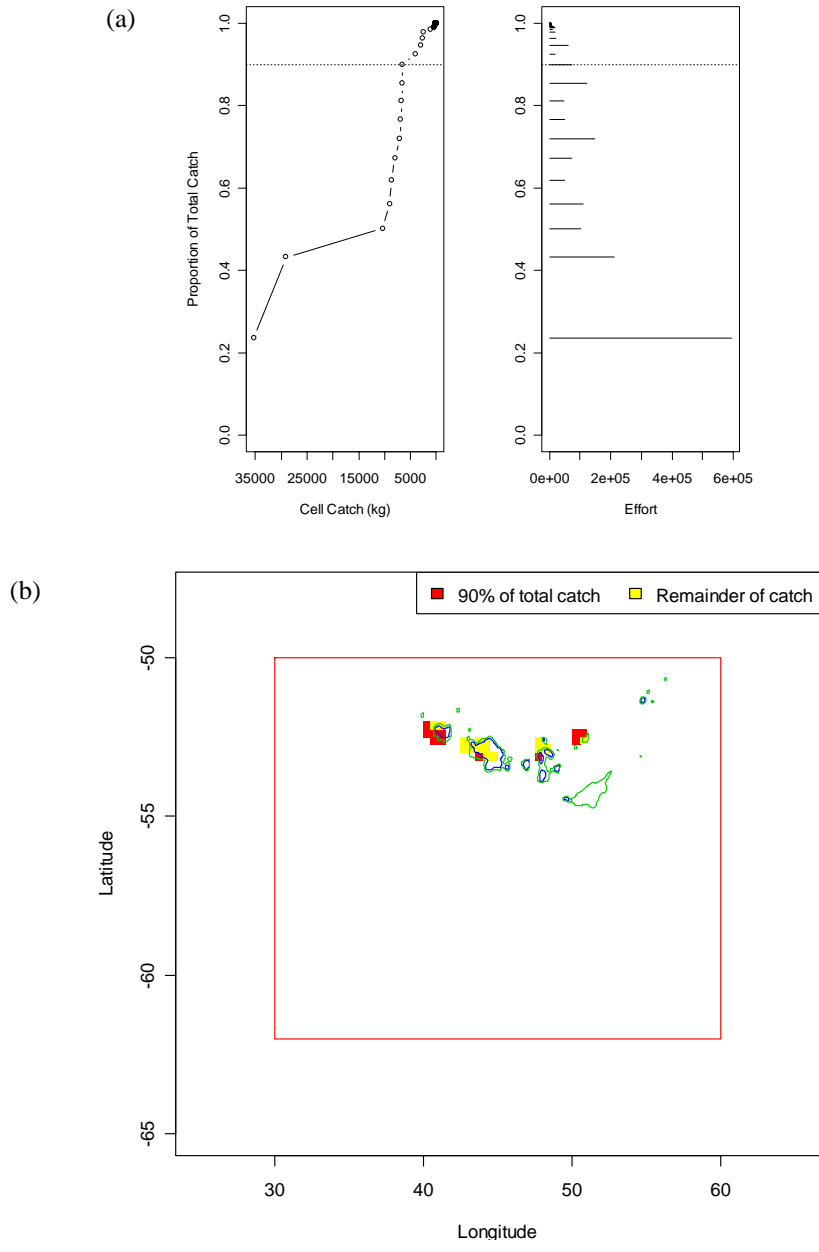 (a)
Proportion of Total Catch
1.0
0.8
0.6
0.4
0.2
0.0
35000 25000 15000 5000
Cell Catch (kg)
1.0
0.8
0.6
0.4
0.2
0.0
0e+00 2e+05 4e+05 6e+05
Effort
(b)
90% of total catch
Remainder of catch
Latitude
-50
-55
-60
-65
30 40 50 60
Longitude